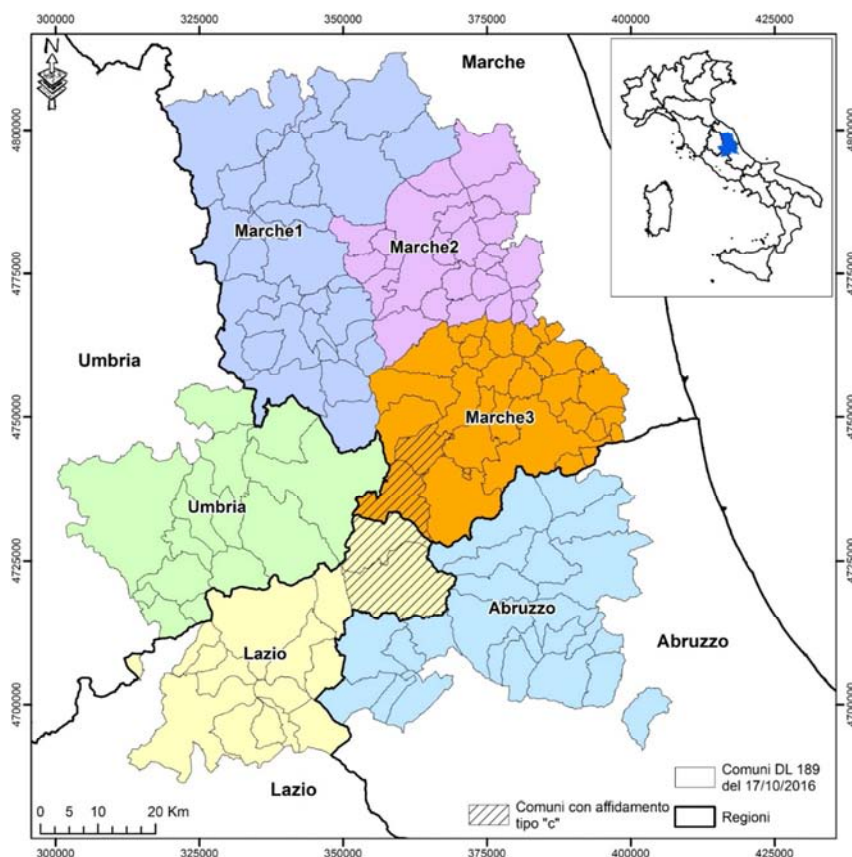 300000 325000 350000 375000 400000 425000
N
Marche
4800000
4800000
Marche1
Marche2
4775000
4775000
Umbria
4750000
Marche3
4750000
Umbria
4725000
4725000
Abruzzo
Abruzzo
Lazio
4700000
4700000
Lazio
Comuni DL 189
del 17/10/2016
Comuni con affidamento
tipo "c"
Regioni
0 5 10 20 Km
300000 325000 350000 375000 400000 425000